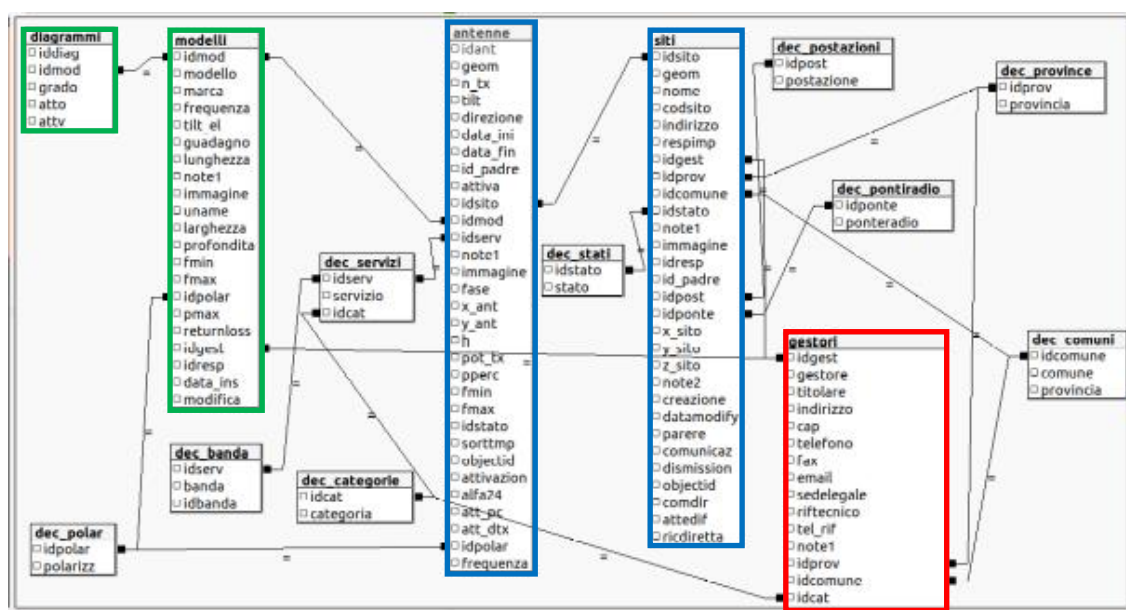 diagrammi
iddiag
idmod
grado
atto
attv
modelli
idmod
modello
marca
frequenza
tilt_el
guadagno
lunghezza
note1
immagine
uname
larghezza
profondita
fmin
fmax
idpolar
pmax
returnloss
idgest
idresp
data_ins
modifica
antenne
idant
geom
n_tx
tilt
direzione
data_ini
data_fin
id_padre
attiva
idsito
idmod
idserv
note1
immagine
fase
x_ant
y_ant
h
pot_tx
pperc
fmin
fmax
idstato
sorttmp
objectid
attivazion
alfa24
att_pc
att_dtx
idpolar
frequenza
siti
idsito
geom
nome
codsito
indirizzo
respimp
idgest
idprov
idcomune
idstato
note1
immagine
idresp
id_padre
idpost
idponte
x_sito
y_sito
z_sito
note2
creazione
datamodify
parere
comunicaz
dismission
objectid
comdir
attedif
ricdiretta
dec_postazioni
idpost
postazione
dec_province
idprov
provincia
dec_pontiradio
idponte
ponteradio
dec_servizi
idserv
servizio
idcat
dec_stati
idstato
stato
gestori
idgest
gestore
titolare
indirizzo
cap
telefono
fax
email
sedelegale
riftecnico
tel_rif
note1
idprov
idcomune
idcat
dec_comuni
idcomune
comune
provincia
dec_banda
idserv
banda
idbanda
dec_categorie
idcat
categoria
dec_polar
idpolar
polarizz